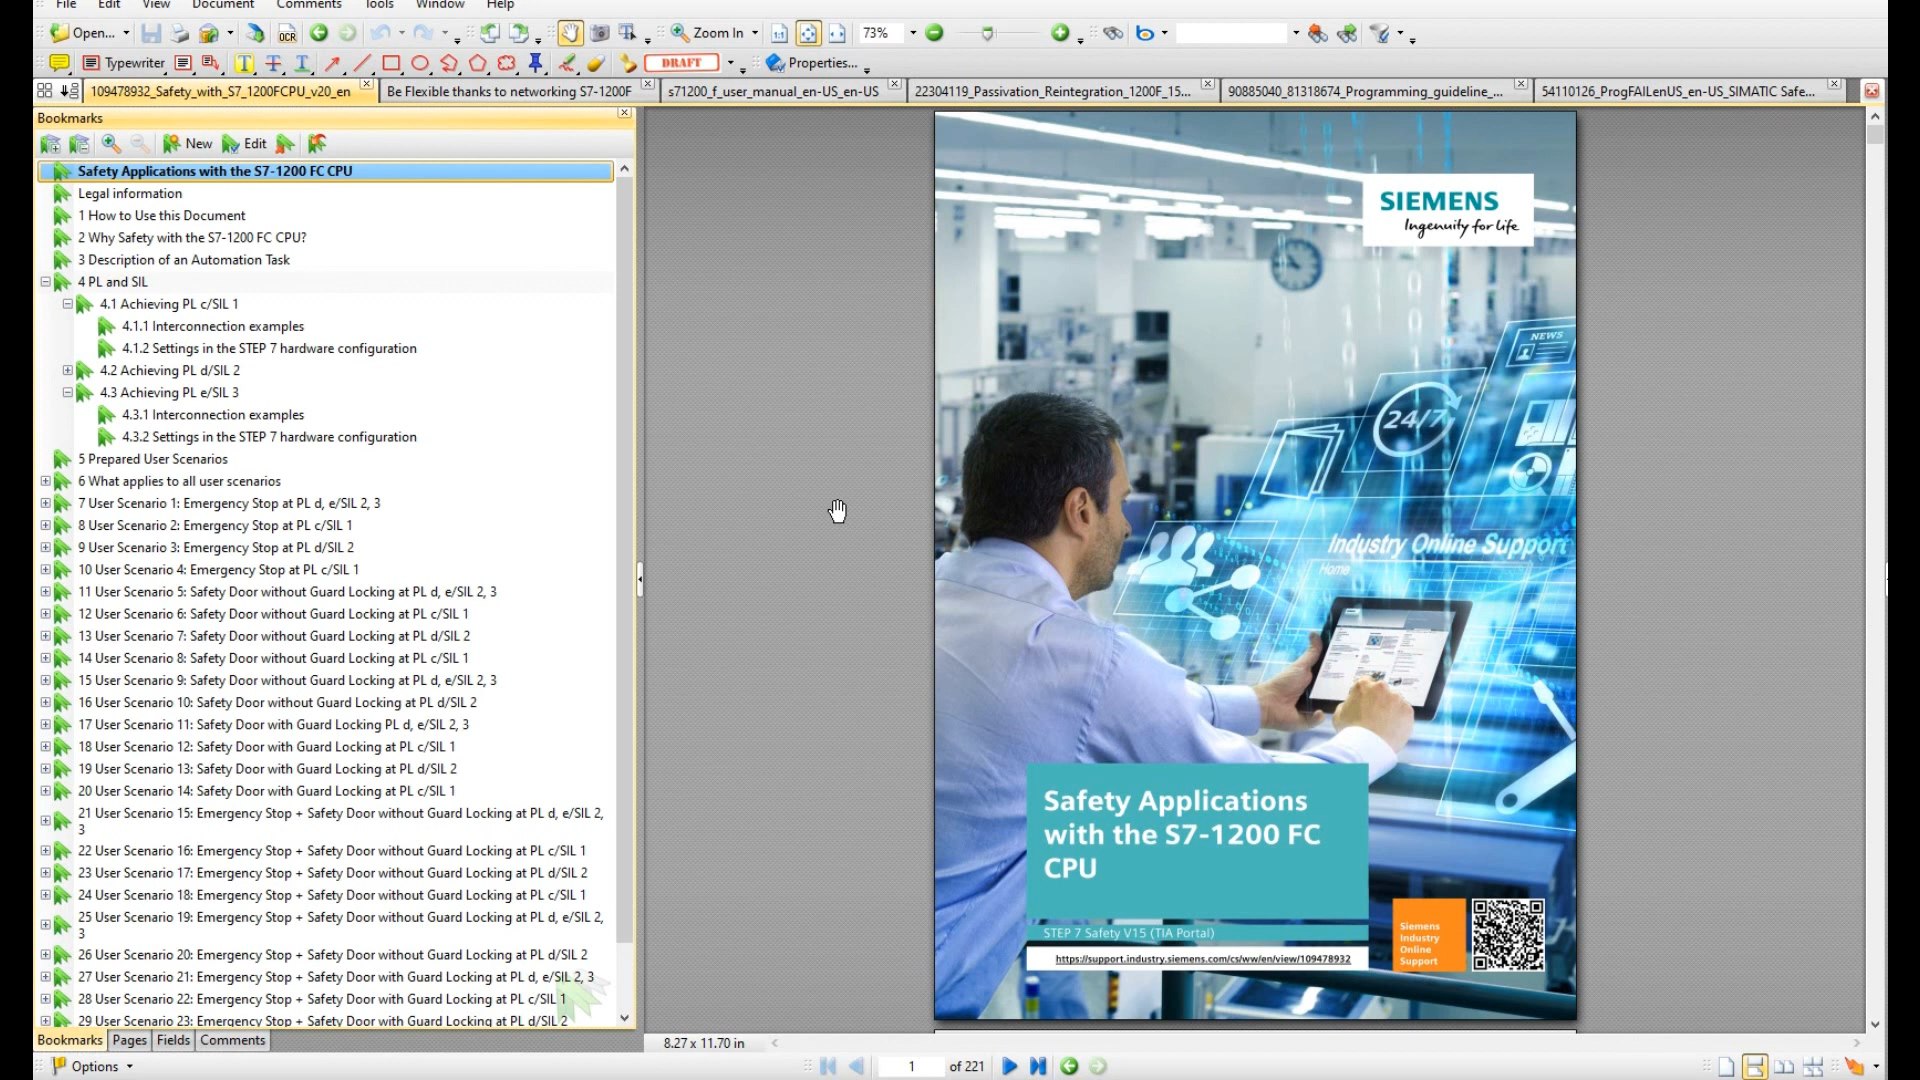 File Edit View Document Comments Tools Window Help
Open... OCR Zoom In 73%
Typewriter DRAFT Properties...
109478932_Safety_with_S7_1200FCPU_v20_en
Be Flexible thanks to networking S7-1200F
s71200_f_user_manual_en-US_en-US
22304119_Passivation_Reintegration_1200F_15...
90885040_81318674_Programming_guideline_...
54110126_ProgFAILenUS_en-US_SIMATIC Safe...
Bookmarks
New Edit
Safety Applications with the S7-1200 FC CPU
Legal information
1 How to Use this Document
2 Why Safety with the S7-1200 FC CPU?
3 Description of an Automation Task
4 PL and SIL
4.1 Achieving PL c/SIL 1
4.1.1 Interconnection examples
4.1.2 Settings in the STEP 7 hardware configuration
4.2 Achieving PL d/SIL 2
4.3 Achieving PL e/SIL 3
4.3.1 Interconnection examples
4.3.2 Settings in the STEP 7 hardware configuration
5 Prepared User Scenarios
6 What applies to all user scenarios
7 User Scenario 1: Emergency Stop at PL d, e/SIL 2, 3
8 User Scenario 2: Emergency Stop at PL c/SIL 1
9 User Scenario 3: Emergency Stop at PL d/SIL 2
10 User Scenario 4: Emergency Stop at PL c/SIL 1
11 User Scenario 5: Safety Door without Guard Locking at PL d, e/SIL 2, 3
12 User Scenario 6: Safety Door without Guard Locking at PL c/SIL 1
13 User Scenario 7: Safety Door without Guard Locking at PL d/SIL 2
14 User Scenario 8: Safety Door without Guard Locking at PL c/SIL 1
15 User Scenario 9: Safety Door without Guard Locking at PL d, e/SIL 2, 3
16 User Scenario 10: Safety Door without Guard Locking at PL d/SIL 2
17 User Scenario 11: Safety Door with Guard Locking PL d, e/SIL 2, 3
18 User Scenario 12: Safety Door with Guard Locking at PL c/SIL 1
19 User Scenario 13: Safety Door with Guard Locking at PL d/SIL 2
20 User Scenario 14: Safety Door with Guard Locking at PL c/SIL 1
21 User Scenario 15: Emergency Stop + Safety Door without Guard Locking at PL d, e/SIL 2,
3
22 User Scenario 16: Emergency Stop + Safety Door without Guard Locking at PL c/SIL 1
23 User Scenario 17: Emergency Stop + Safety Door without Guard Locking at PL d/SIL 2
24 User Scenario 18: Emergency Stop + Safety Door without Guard Locking at PL c/SIL 1
25 User Scenario 19: Emergency Stop + Safety Door without Guard Locking at PL d, e/SIL 2,
3
26 User Scenario 20: Emergency Stop + Safety Door without Guard Locking at PL d/SIL 2
27 User Scenario 21: Emergency Stop + Safety Door with Guard Locking at PL d, e/SIL 2, 3
28 User Scenario 22: Emergency Stop + Safety Door with Guard Locking at PL c/SIL 1
29 User Scenario 23: Emergency Stop + Safety Door with Guard Locking at PL d/SIL 2
Bookmarks Pages Fields Comments
Options
SIEMENS
Ingenuity for life
NEWS
24/7
Industry Online Support
Home
Safety Applications
with the S7-1200 FC
CPU
STEP 7 Safety V15 (TIA Portal)
https://support.industry.siemens.com/cs/ww/en/view/109478932
Siemens
Industry
Online
Support
8.27 x 11.70 in
1 of 221